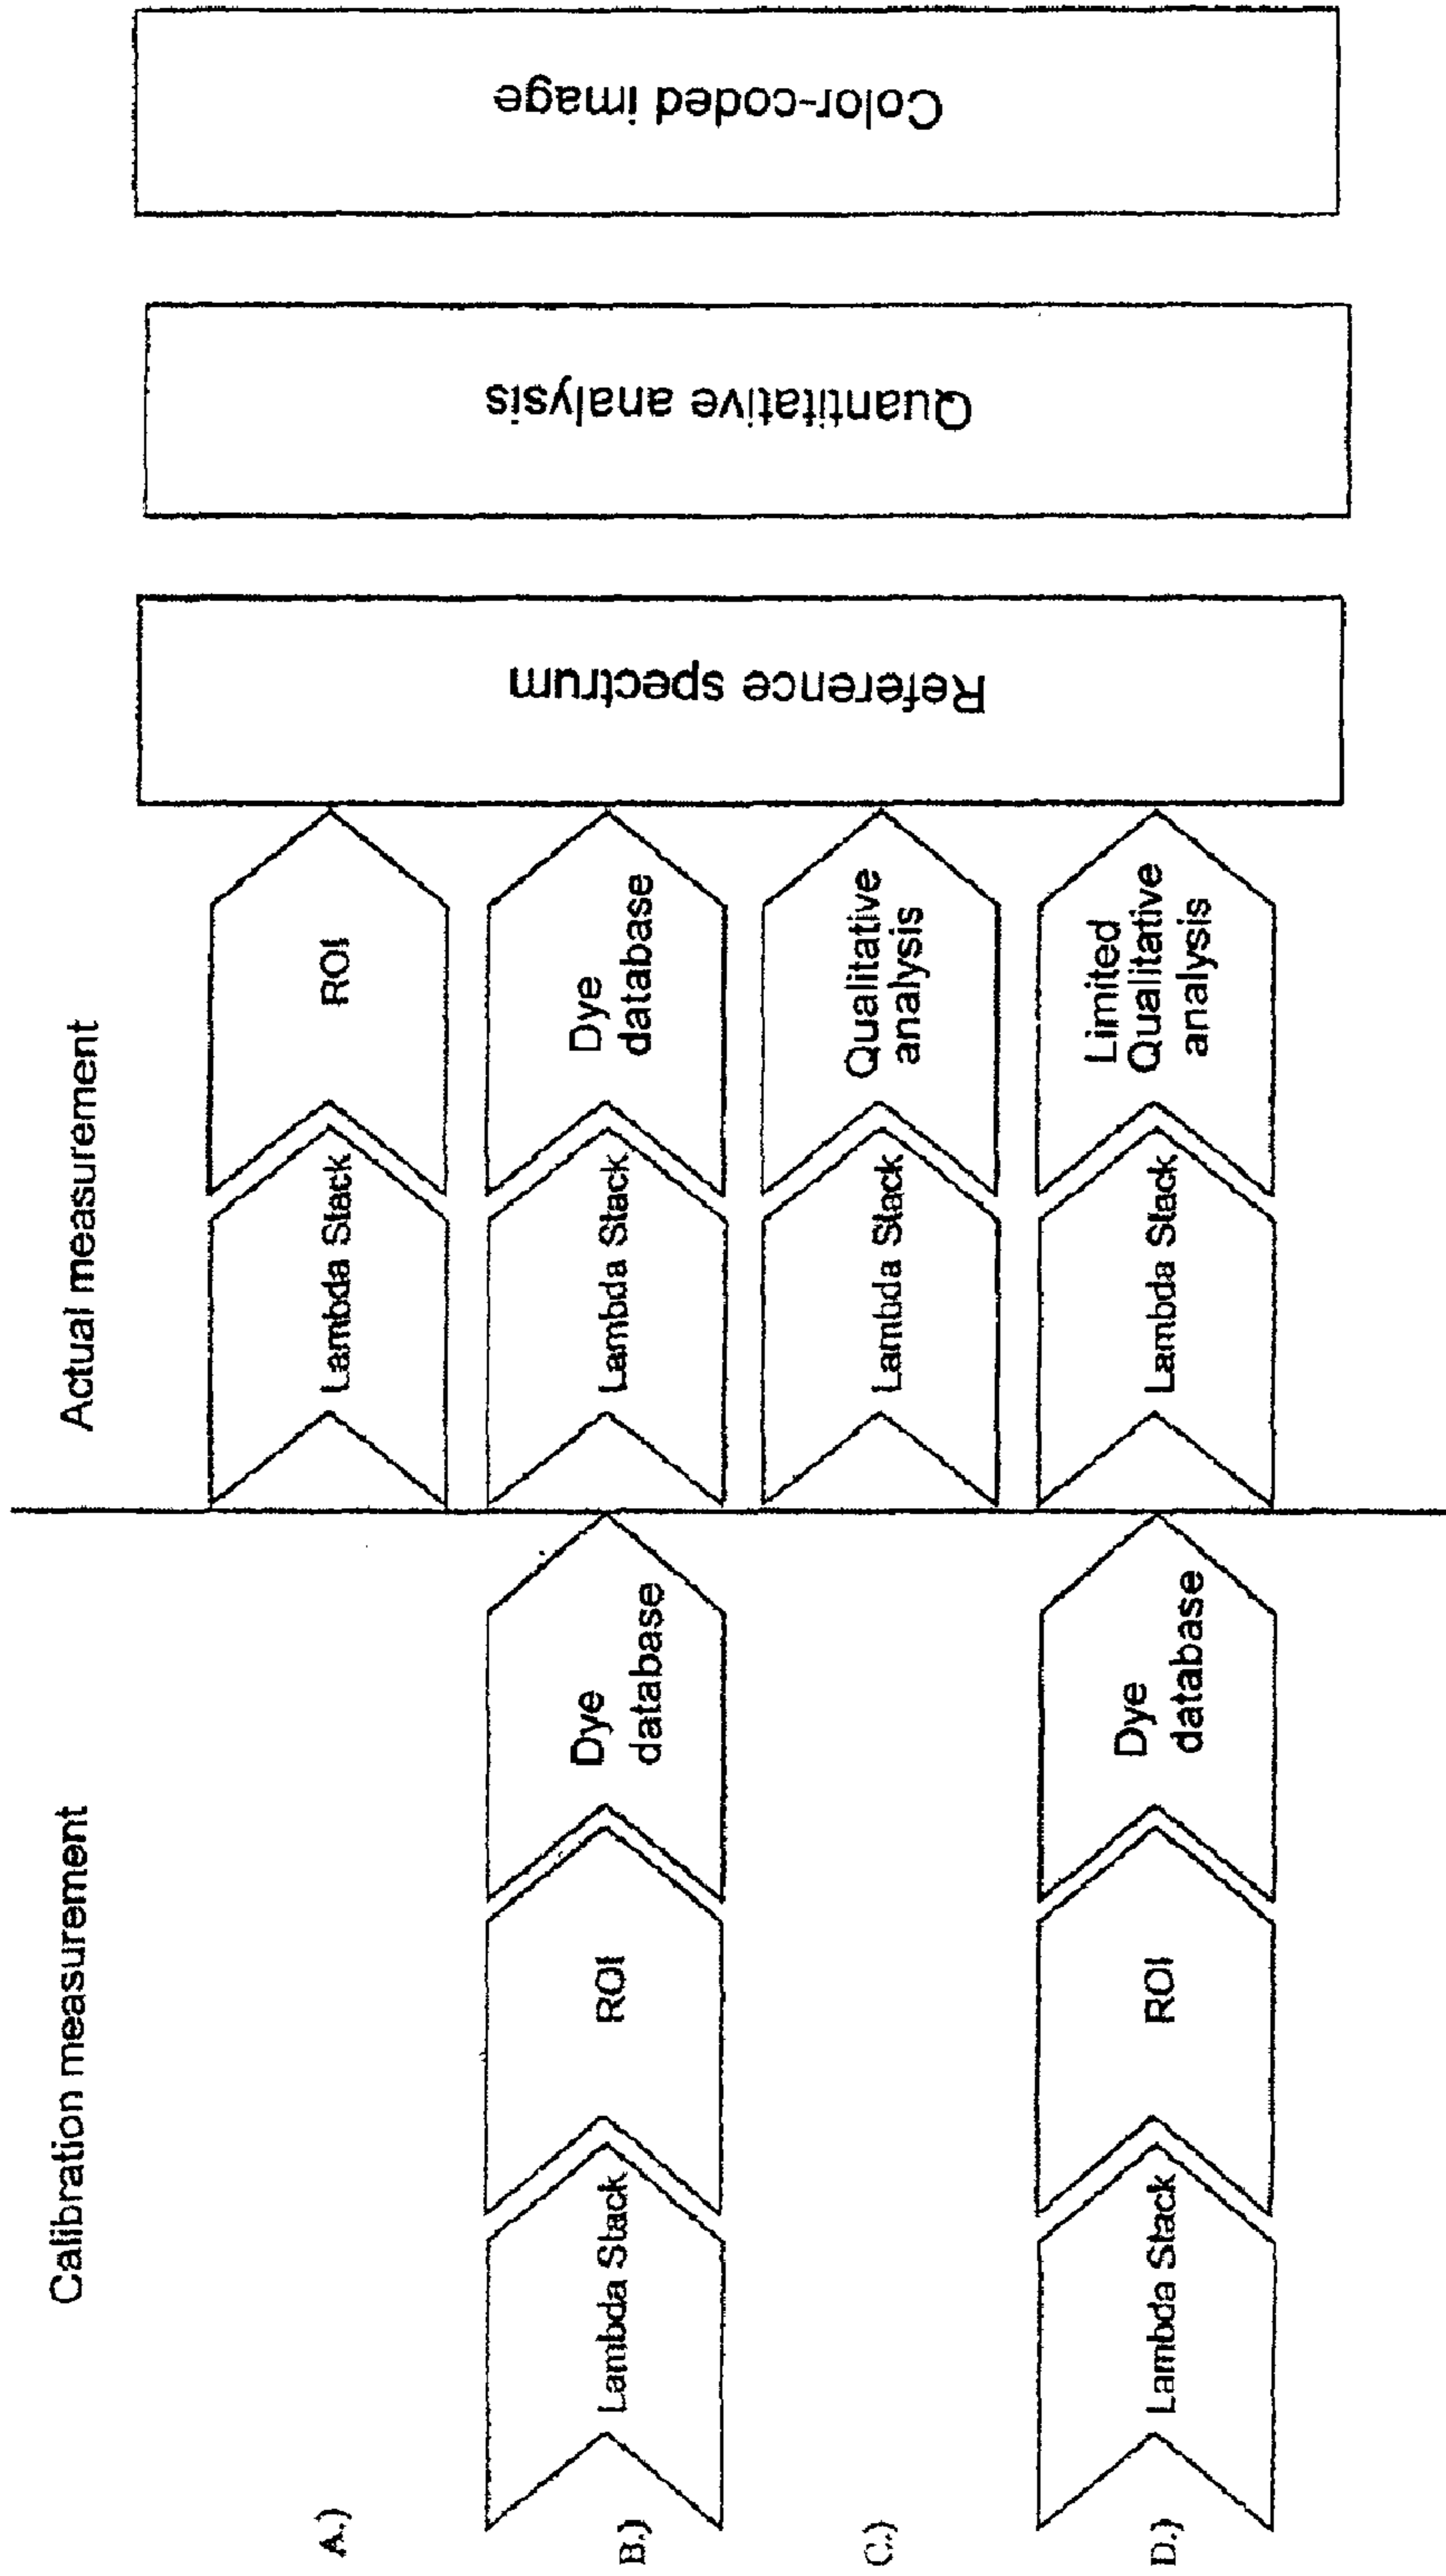 Calibration measurement
Actual measurement
A.)
Lambda Stack
ROI
B.)
Lambda Stack
ROI
Dye
database
Lambda Stack
Dye
database
C.)
Lambda Stack
Qualitative
analysis
D.)
Lambda Stack
ROI
Dye
database
Lambda Stack
Limited
Qualitative
analysis
Reference spectrum
Quantitative analysis
Color-coded image